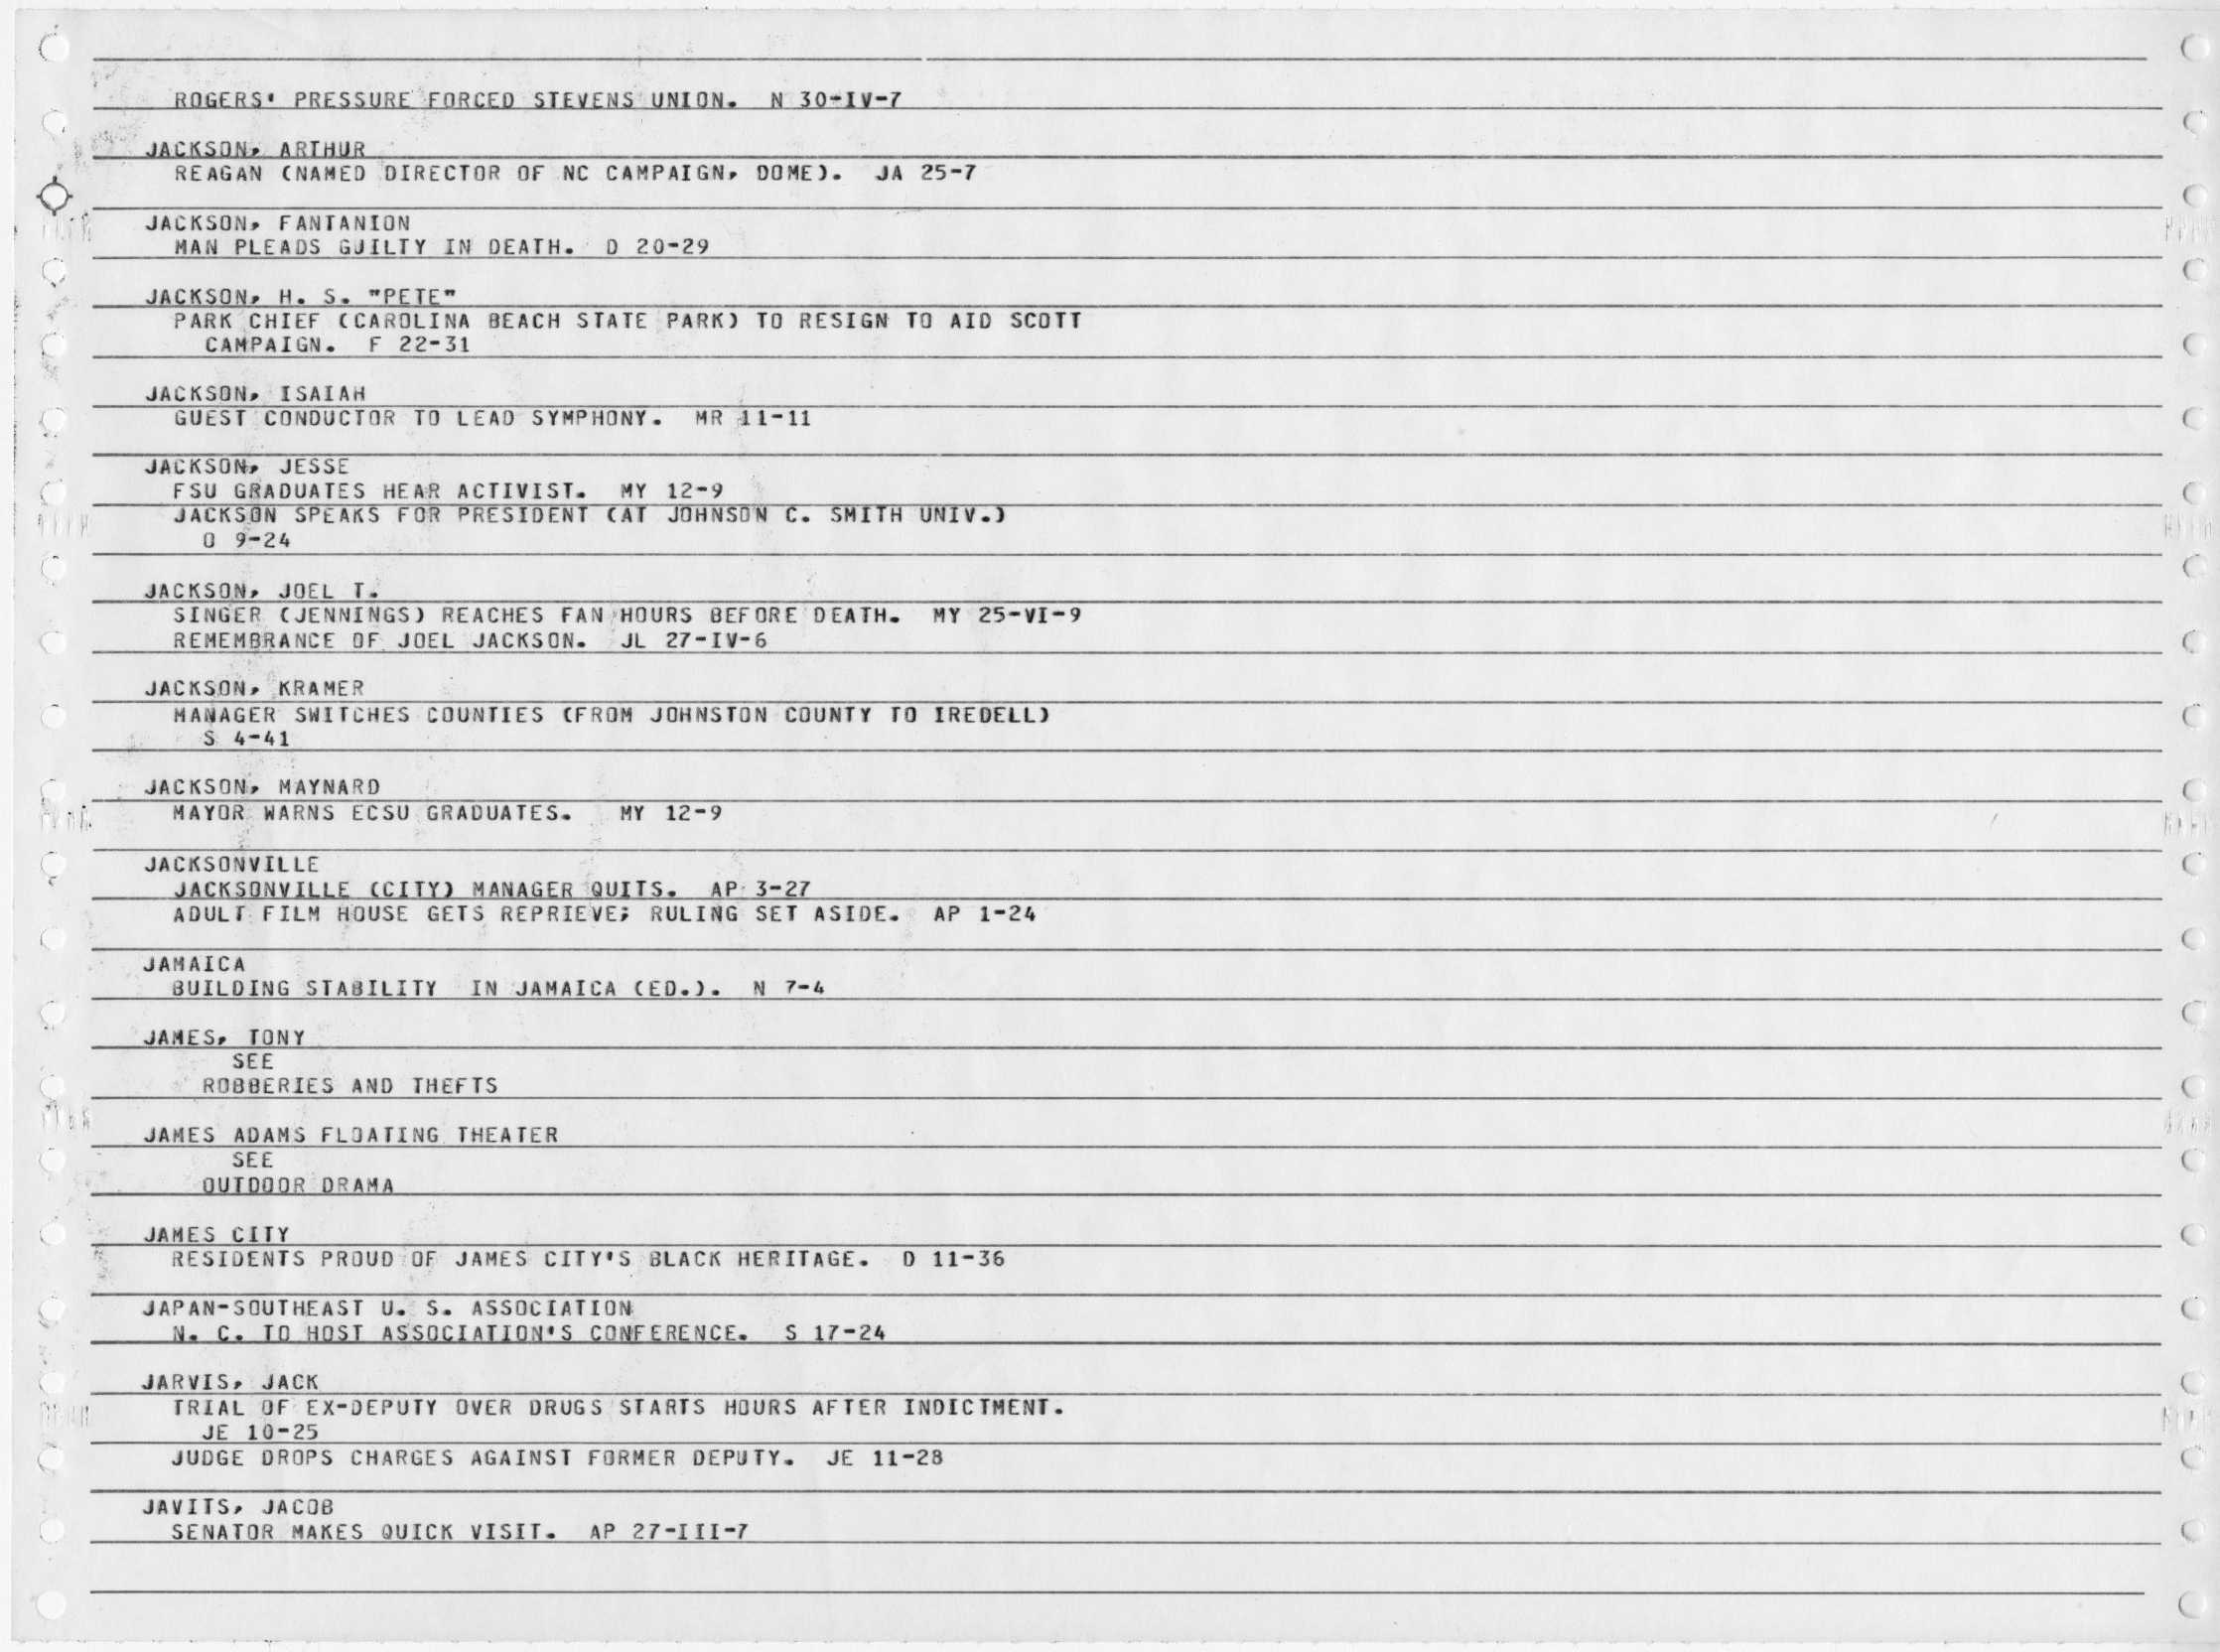 ROGERS' PRESSURE FORCED STEVENS UNION. N 30-IV-7
JACKSON, ARTHUR
REAGAN (NAMED DIRECTOR OF NC CAMPAIGN, DOME). JA 25-7
JACKSON, FANTANION
MAN PLEADS GUILTY IN DEATH. D 20-29
JACKSON, H. S. "PETE"
PARK CHIEF (CAROLINA BEACH STATE PARK) TO RESIGN TO AID SCOTT
CAMPAIGN. F 22-31
JACKSON, ISAIAH
GUEST CONDUCTOR TO LEAD SYMPHONY. MR 11-11
JACKSON, JESSE
FSU GRADUATES HEAR ACTIVIST. MY 12-9
JACKSON SPEAKS FOR PRESIDENT (AT JOHNSON C. SMITH UNIV.)
O 9-24
JACKSON, JOEL T.
SINGER (JENNINGS) REACHES FAN HOURS BEFORE DEATH. MY 25-VI-9
REMEMBRANCE OF JOEL JACKSON. JL 27-IV-6
JACKSON, KRAMER
MANAGER SWITCHES COUNTIES (FROM JOHNSTON COUNTY TO IREDELL)
S 4-41
JACKSON, MAYNARD
MAYOR WARNS ECSU GRADUATES. MY 12-9
JACKSONVILLE
JACKSONVILLE (CITY) MANAGER QUITS. AP 3-27
ADULT FILM HOUSE GETS REPRIEVE; RULING SET ASIDE. AP 1-24
JAMAICA
BUILDING STABILITY IN JAMAICA (ED.). N 7-4
JAMES, TONY
SEE
ROBBERIES AND THEFTS
JAMES ADAMS FLOATING THEATER
SEE
OUTDOOR DRAMA
JAMES CITY
RESIDENTS PROUD OF JAMES CITY'S BLACK HERITAGE. D 11-36
JAPAN-SOUTHEAST U. S. ASSOCIATION
N. C. TO HOST ASSOCIATION'S CONFERENCE. S 17-24
JARVIS, JACK
TRIAL OF EX-DEPUTY OVER DRUGS STARTS HOURS AFTER INDICTMENT.
JE 10-25
JUDGE DROPS CHARGES AGAINST FORMER DEPUTY. JE 11-28
JAVITS, JACOB
SENATOR MAKES QUICK VISIT. AP 27-III-7